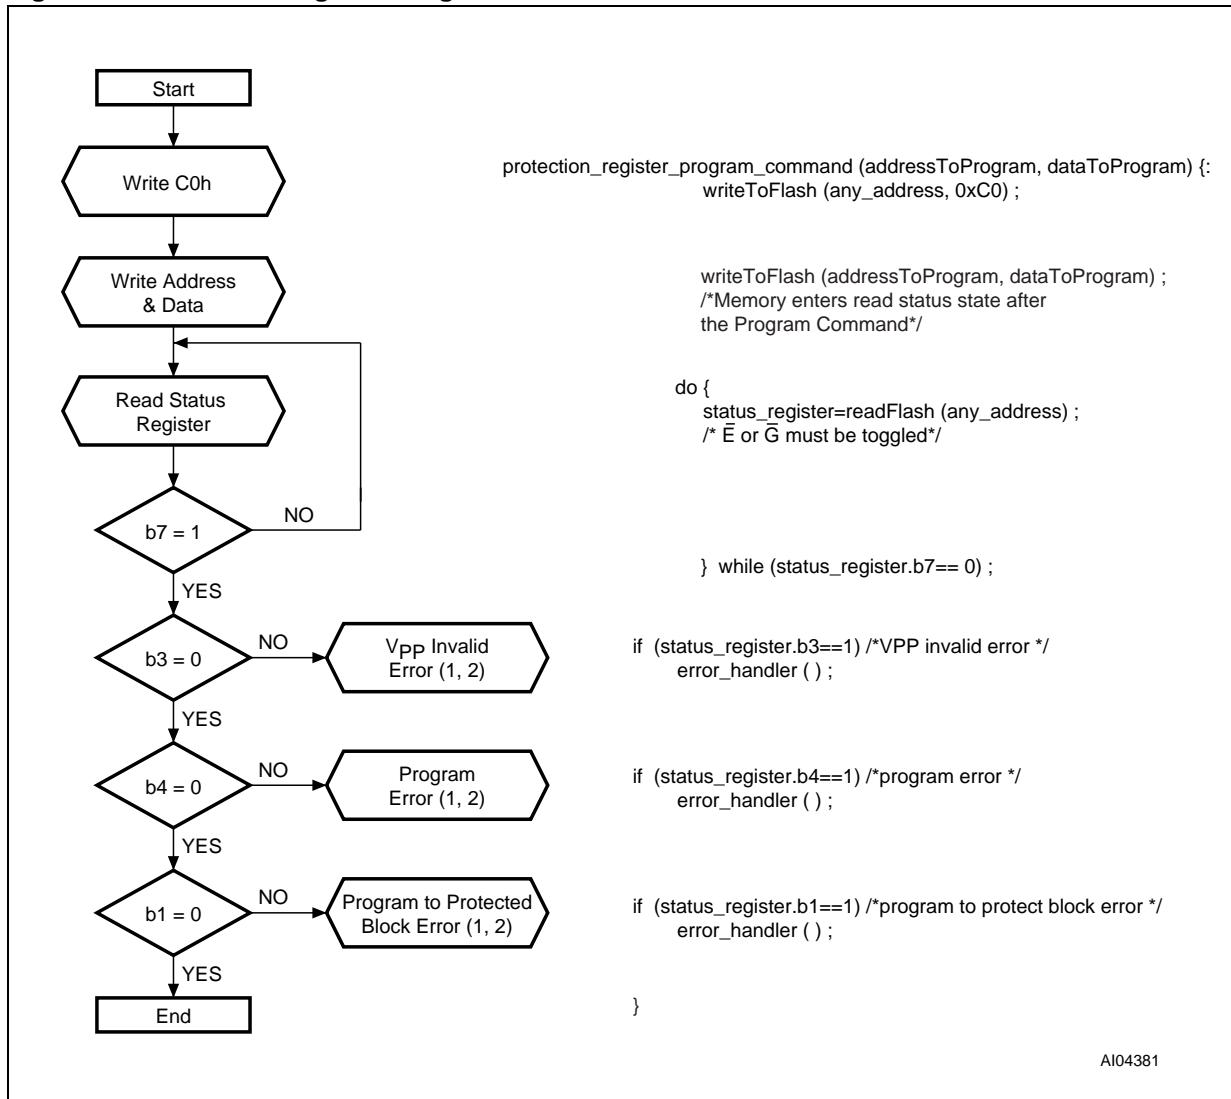 Start
Write C0h
protection_register_program_command (addressToProgram, dataToProgram) {:
writeToFlash (any_address, 0xC0) ;
Write Address
& Data
writeToFlash (addressToProgram, dataToProgram) ;
/*Memory enters read status state after
the Program Command*/
Read Status
Register
do {
status_register=readFlash (any_address) ;
/* E̅ or G̅ must be toggled*/
b7 = 1
NO
YES
} while (status_register.b7== 0) ;
b3 = 0
NO
YES
VPP Invalid
Error (1, 2)
if (status_register.b3==1) /*VPP invalid error */
error_handler ( ) ;
b4 = 0
NO
YES
Program
Error (1, 2)
if (status_register.b4==1) /*program error */
error_handler ( ) ;
b1 = 0
NO
YES
Program to Protected
Block Error (1, 2)
if (status_register.b1==1) /*program to protect block error */
error_handler ( ) ;
End
}
AI04381